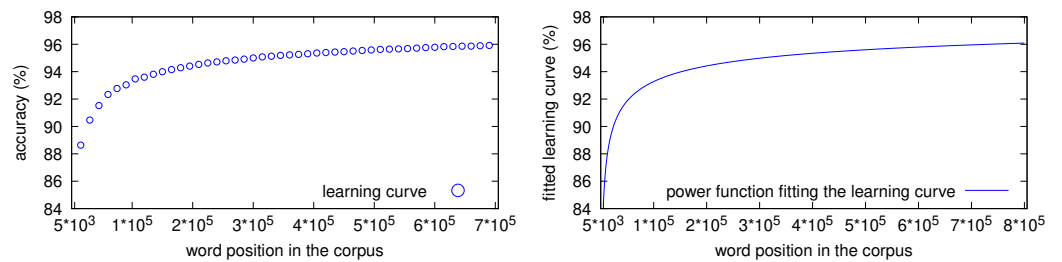 98
96
94
92
90
88
86
84
accuracy (%)
learning curve
5*10³ 1*10⁵ 2*10⁵ 3*10⁵ 4*10⁵ 5*10⁵ 6*10⁵ 7*10⁵
word position in the corpus
98
96
94
92
90
88
86
84
fitted learning curve (%)
power function fitting the learning curve
5*10³ 1*10⁵ 2*10⁵ 3*10⁵ 4*10⁵ 5*10⁵ 6*10⁵ 7*10⁵ 8*10⁵
word position in the corpus